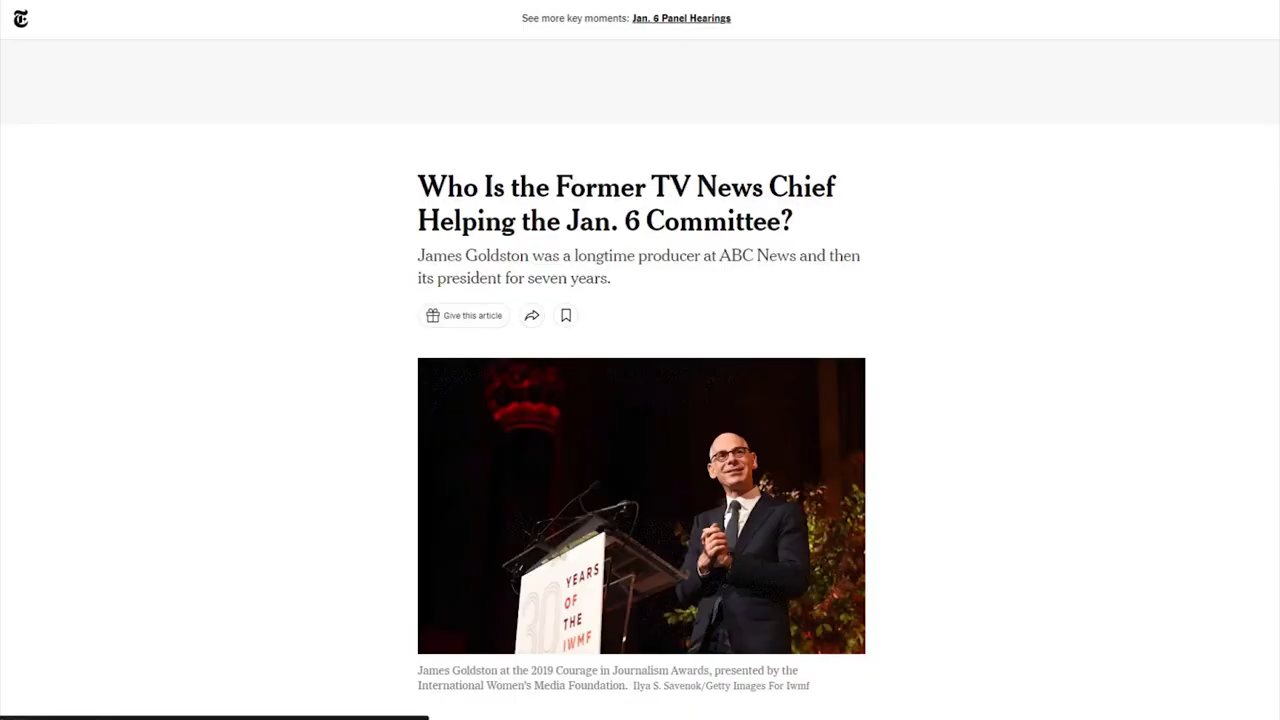 See more key moments: Jan. 6 Panel Hearings
Who Is the Former TV News Chief
Helping the Jan. 6 Committee?
James Goldston was a longtime producer at ABC News and then
its president for seven years.
Give this article
30 YEARS
OF
THE
IWMF
James Goldston at the 2019 Courage in Journalism Awards, presented by the
International Women's Media Foundation. Ilya S. Savenok/Getty Images For Iwmf